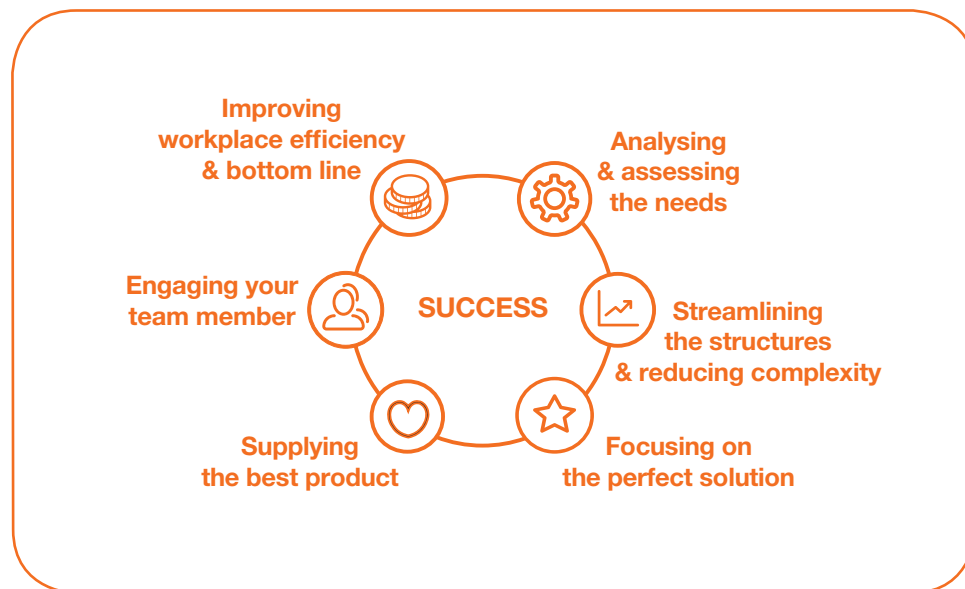 Improving
workplace efficiency
& bottom line
Analysing
& assessing
the needs
Engaging your
team member
SUCCESS
Streamlining
the structures
& reducing complexity
Supplying
the best product
Focusing on
the perfect solution